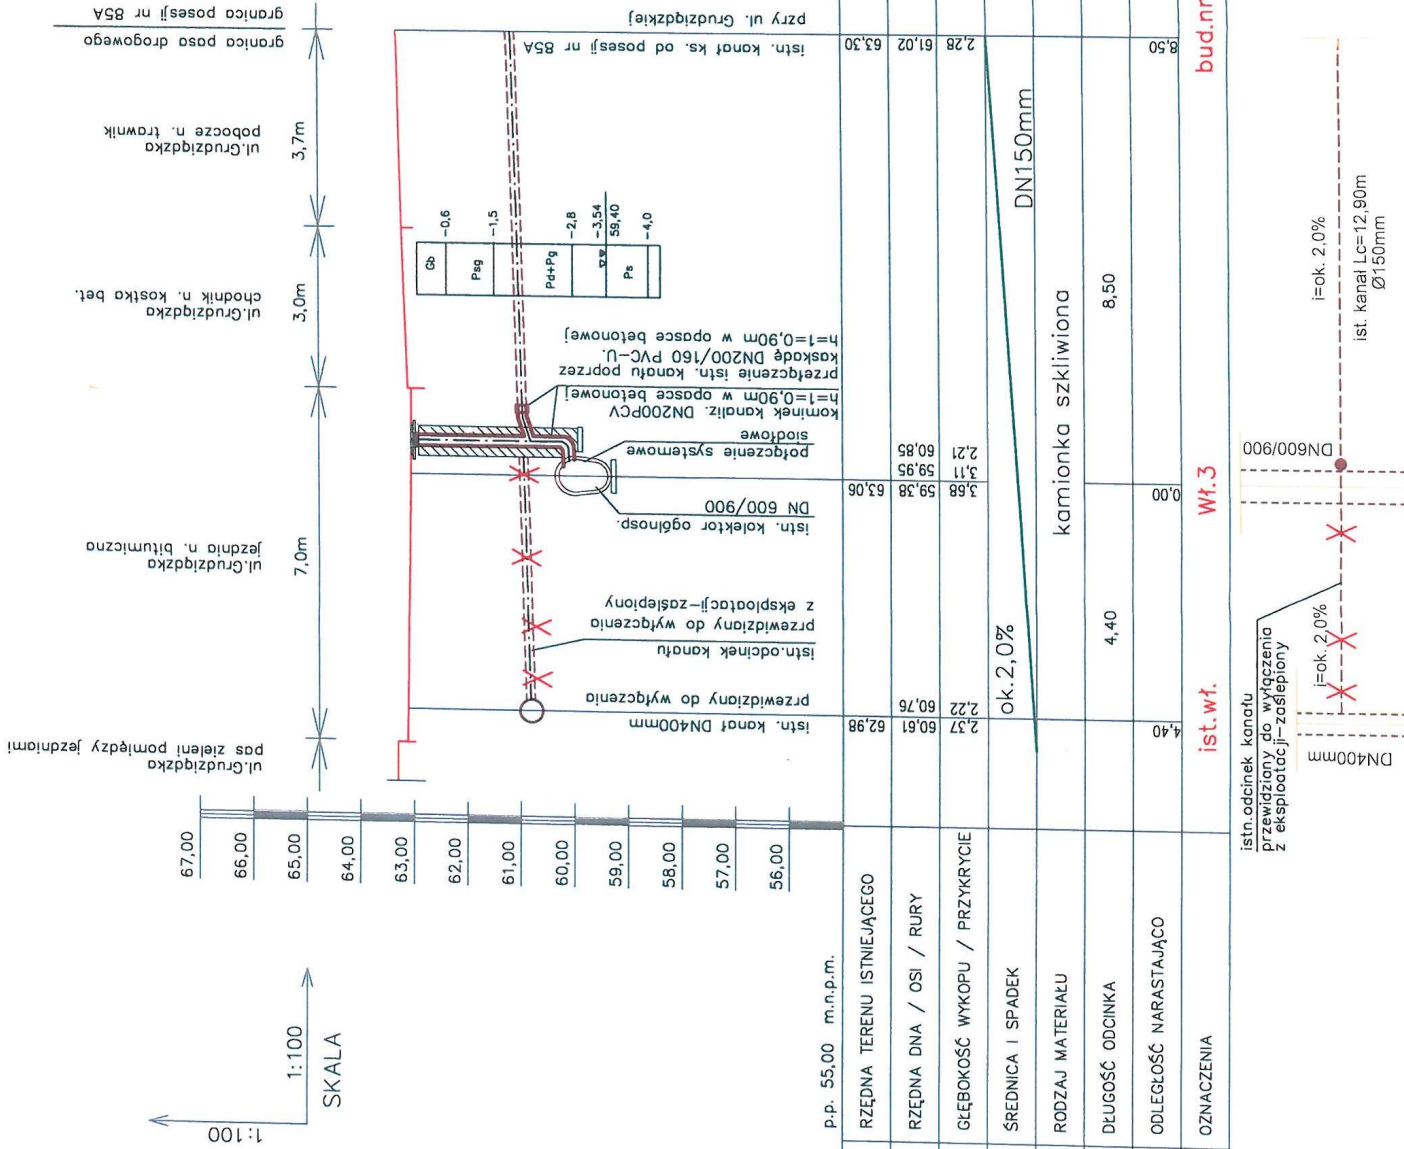 granica posesji nr 85A
granica pasa drogowego
ul.Grudziądzka
pobocze n. trawnik
3,7m
ul.Grudziądzka
chodnik n. kostka bet.
3,0m
ul.Grudziądzka
jezdnia n. bitumiczna
7,0m
ul.Grudziądzka
pas zieleni pomiędzy jezdniami
67,00
66,00
65,00
64,00
63,00
62,00
61,00
60,00
59,00
58,00
57,00
56,00
1:100
1:100
SKALA
p.p. 55,00 m.n.p.m.
istn. kanał ks. od posesji nr 85A
pzry ul. Grudziądzkiej
Gb
-0,6
Psg
-1,5
Pd+Pg
-2,8
-3,54
59,40
Ps
-4,0
przełączenie istn. kanału poprzez
kaskadę DN200/160 PVC-U.
h=1=0,90m w opasce betonowej
kominek kanaliz. DN200PCV
h=1=0,90m w opasce betonowej
połączenie systemowe
siodłowe
istn. kolektor ogólnosp.
DN 600/900
istn.odcinek kanału
przewidziany do wyłączenia
z eksploatacji-zaślepiony
istn. kanał DN400mm
przewidziany do wyłączenia
RZĘDNA TERENU ISTNIEJĄCEGO
62,98
63,06
63,30
RZĘDNA DNA / OSI / RURY
60,61
60,76
59,38
59,95
60,85
61,02
GŁĘBOKOŚĆ WYKOPU / PRZYKRYCIE
2,37
2,22
3,68
3,11
2,21
2,28
ŚREDNICA I SPADEK
ok.2,0%
DN150mm
RODZAJ MATERIAŁU
kamionka szkliwiona
DŁUGOŚĆ ODCINKA
4,40
8,50
ODLEGŁOŚĆ NARASTAJĄCO
4,40
0,00
8,50
OZNACZENIA
ist.wł.
Wł.3
bud.nr
istn.odcinek kanału
przewidziany do wyłączenia
z eksploatacji-zaślepiony
DN400mm
i=ok. 2,0%
DN600/900
i=ok. 2,0%
ist. kanał Lc=12,90m
Ø150mm